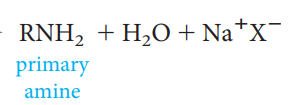 RNH₂ + H₂O + Na⁺X⁻
primary
amine